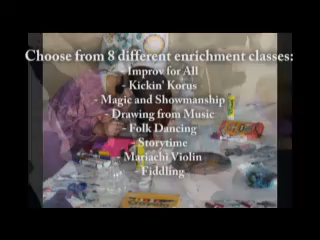 Choose from 8 different enrichment classes:
- Improv for All
- Kickin' Korus
- Magic and Showmanship
- Drawing from Music
- Folk Dancing
- Storytime
- Mariachi Violin
- Fiddling